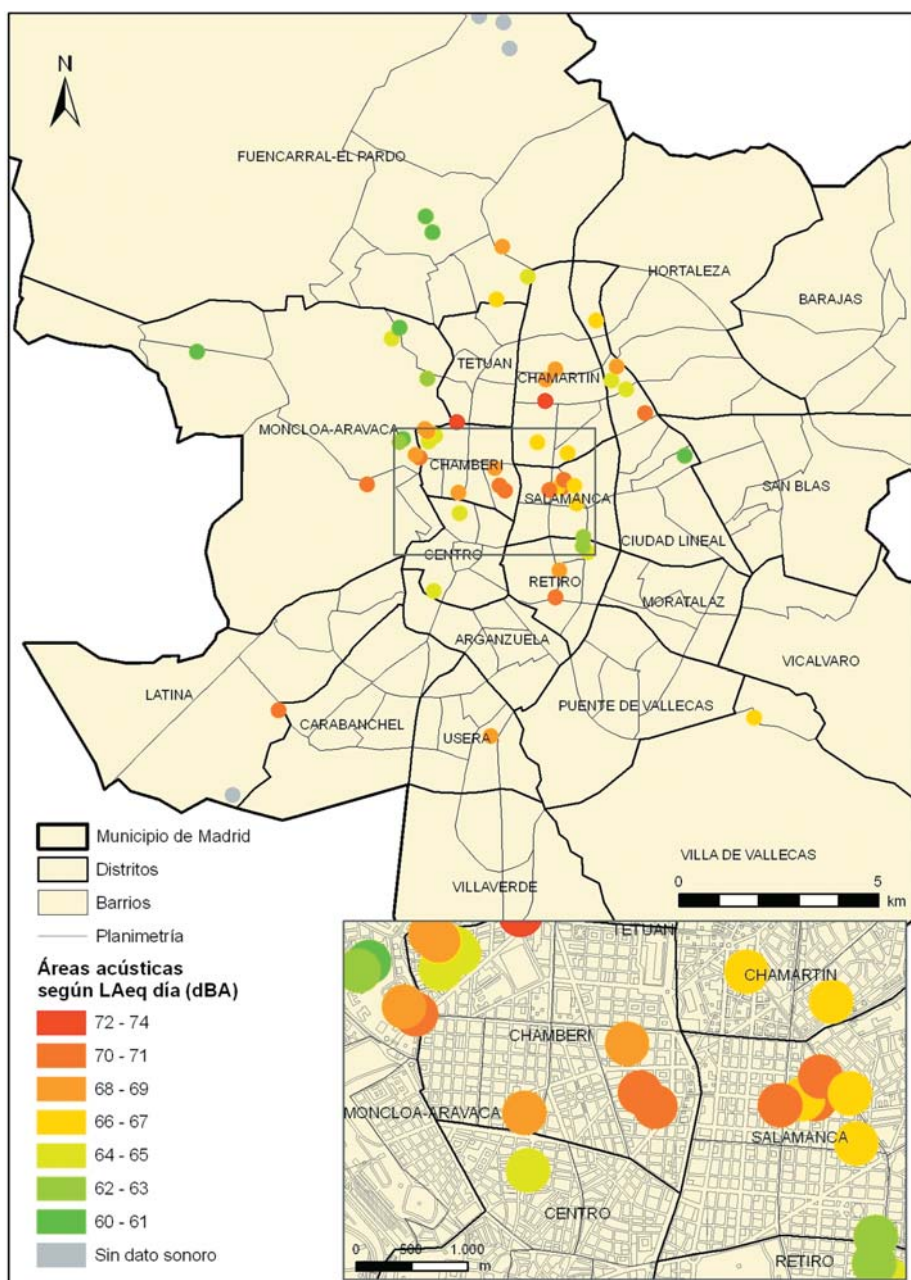 N
FUENCARRAL-EL PARDO
HORTALEZA
BARAJAS
TETUAN
CHAMARTIN
MONCLOA-ARAVACA
CHAMBERI
SAN BLAS
SALAMANCA
CIUDAD LINEAL
CENTRO
RETIRO
MORATALAZ
ARGANZUELA
VICALVARO
LATINA
PUENTE DE VALLECAS
CARABANCHEL
USERA
VILLA DE VALLECAS
VILLAVERDE
0 5
km
Municipio de Madrid
Distritos
Barrios
Planimetría
Áreas acústicas
según LAeq día (dBA)
72 - 74
70 - 71
68 - 69
66 - 67
64 - 65
62 - 63
60 - 61
Sin dato sonoro
TETUAN
CHAMARTIN
CHAMBERI
MONCLOA-ARAVACA
SALAMANCA
CENTRO
RETIRO
0 500 1.000
m